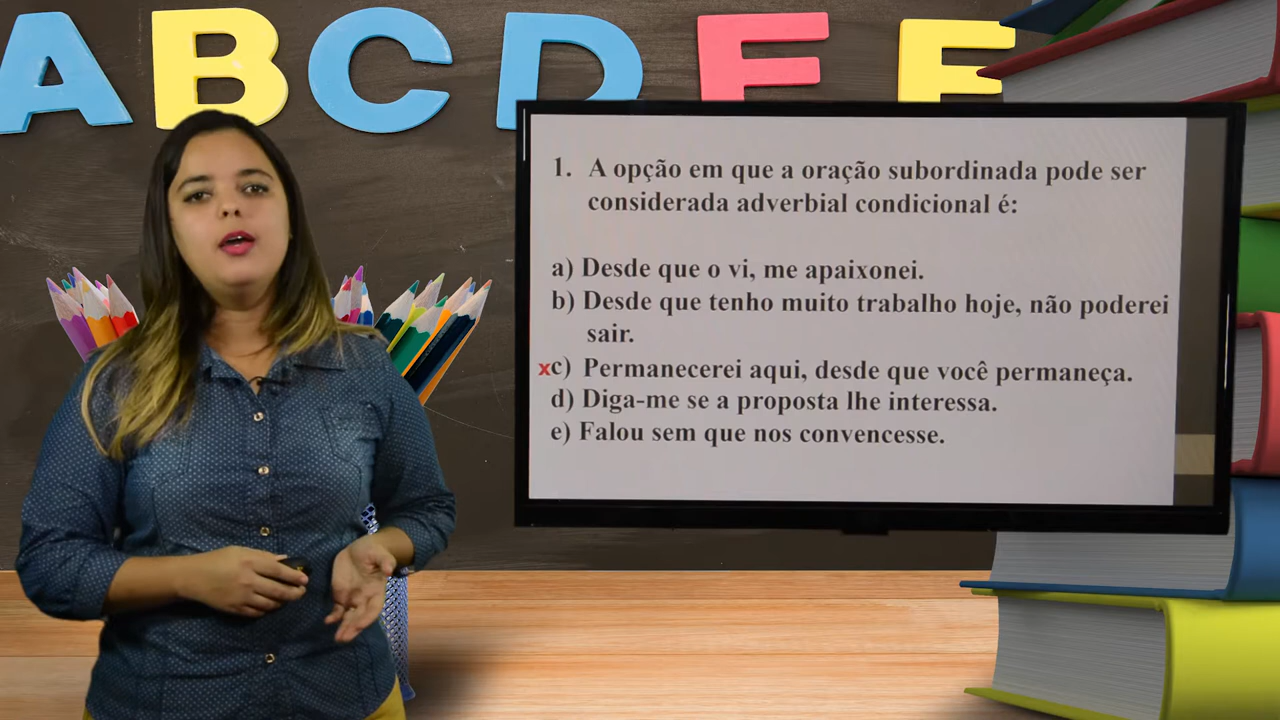 ABCDEF
1. A opção em que a oração subordinada pode ser
considerada adverbial condicional é:
a) Desde que o vi, me apaixonei.
b) Desde que tenho muito trabalho hoje, não poderei
sair.
xc) Permanecerei aqui, desde que você permaneça.
d) Diga-me se a proposta lhe interessa.
e) Falou sem que nos convencesse.